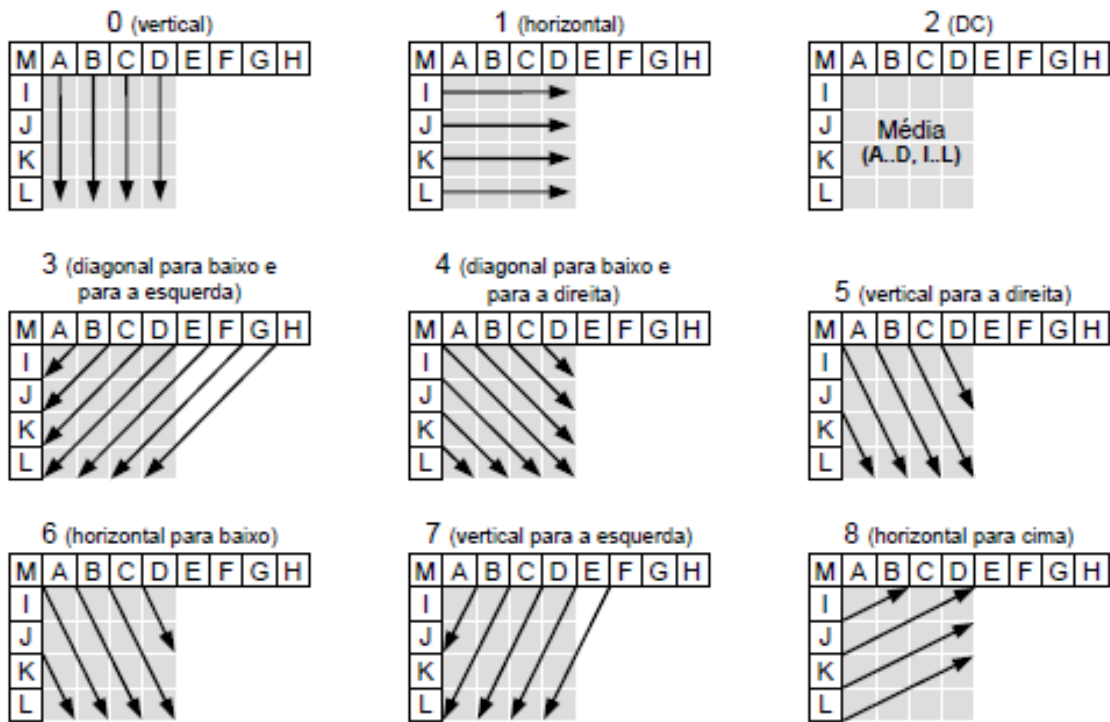 0 (vertical)
M A B C D E F G H
I
J
K
L
1 (horizontal)
M A B C D E F G H
I
J
K
L
2 (DC)
M A B C D E F G H
I
J
K
L
Média
(A..D, I..L)
3 (diagonal para baixo e
para a esquerda)
M A B C D E F G H
I
J
K
L
4 (diagonal para baixo e
para a direita)
M A B C D E F G H
I
J
K
L
5 (vertical para a direita)
M A B C D E F G H
I
J
K
L
6 (horizontal para baixo)
M A B C D E F G H
I
J
K
L
7 (vertical para a esquerda)
M A B C D E F G H
I
J
K
L
8 (horizontal para cima)
M A B C D E F G H
I
J
K
L